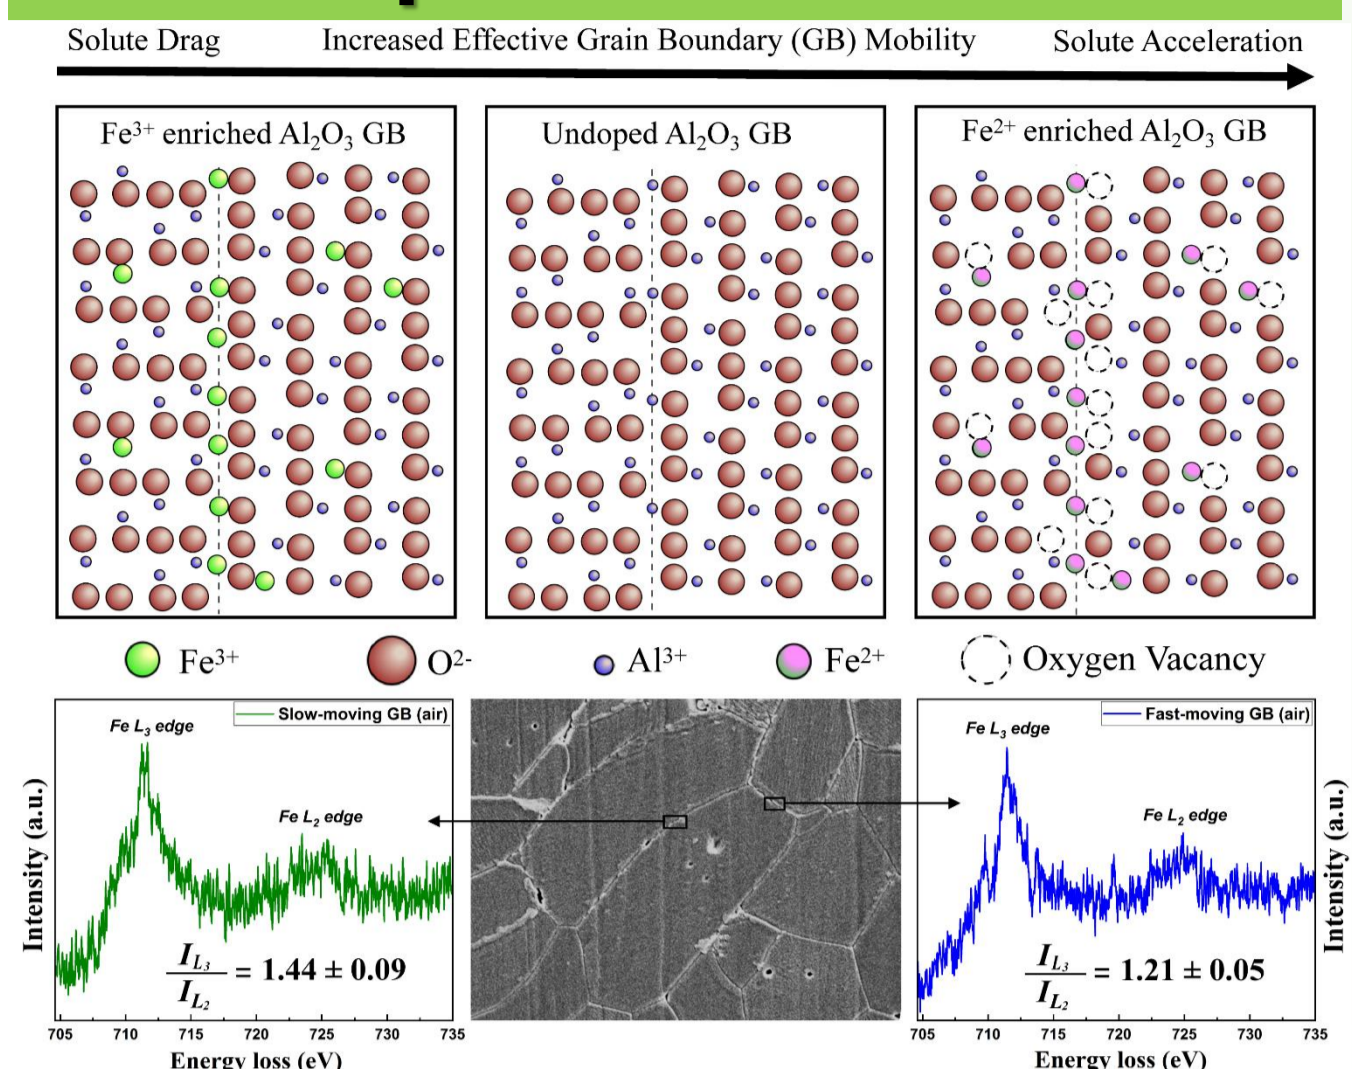 Solute Drag Increased Effective Grain Boundary (GB) Mobility Solute Acceleration
Fe³⁺ enriched Al₂O₃ GB
Undoped Al₂O₃ GB
Fe²⁺ enriched Al₂O₃ GB
Fe³⁺ O²⁻ Al³⁺ Fe²⁺ Oxygen Vacancy
Slow-moving GB (air)
Fe L₃ edge
Fe L₂ edge
Intensity (a.u.)
I_L₃ / I_L₂ = 1.44 ± 0.09
705 710 715 720 725 730 735
Energy loss (eV)
Fast-moving GB (air)
Fe L₃ edge
Fe L₂ edge
Intensity (a.u.)
I_L₃ / I_L₂ = 1.21 ± 0.05
705 710 715 720 725 730 735
Energy loss (eV)